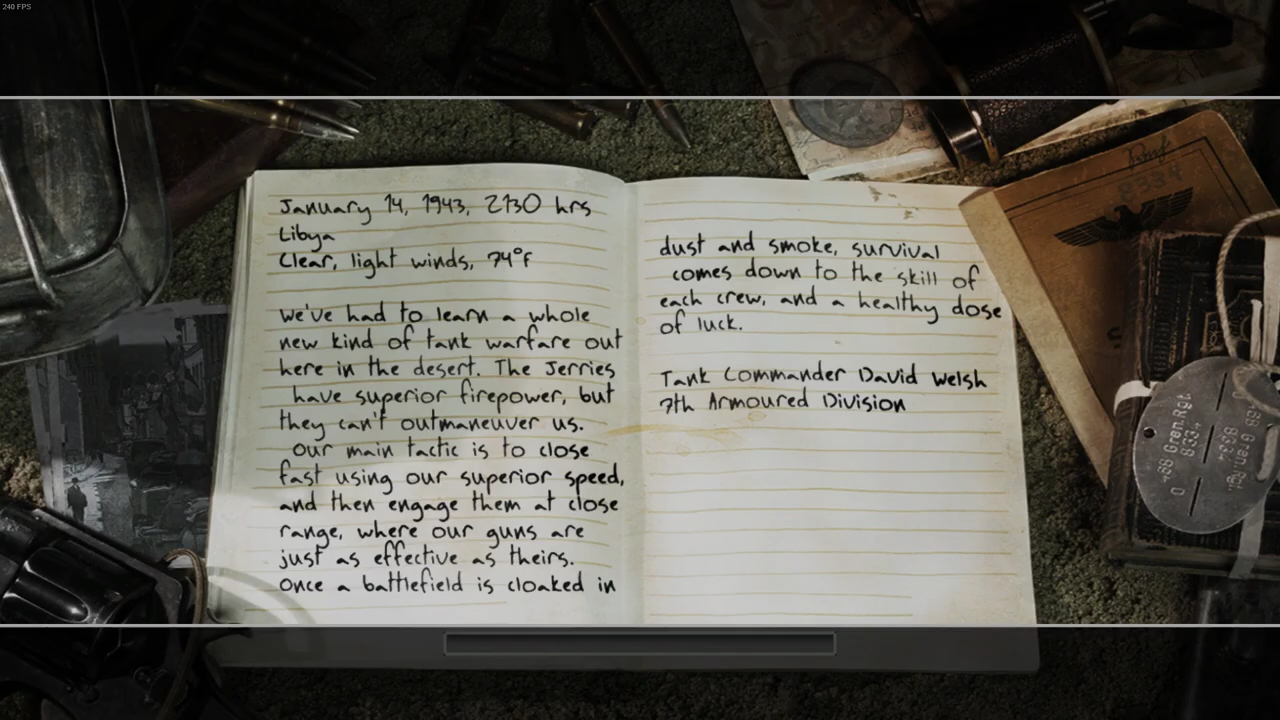 240 FPS
January 14, 1943, 2130 hrs
Libya
Clear, light winds, 74°F
We've had to learn a whole
new kind of tank warfare out
here in the desert. The Jerries
have superior firepower, but
they can't outmaneuver us.
Our main tactic is to close
fast using our superior speed,
and then engage them at close
range, where our guns are
just as effective as theirs.
Once a battlefield is cloaked in
dust and smoke, survival
comes down to the skill of
each crew, and a healthy dose
of luck.
Tank Commander David Welsh
7th Armoured Division
8334